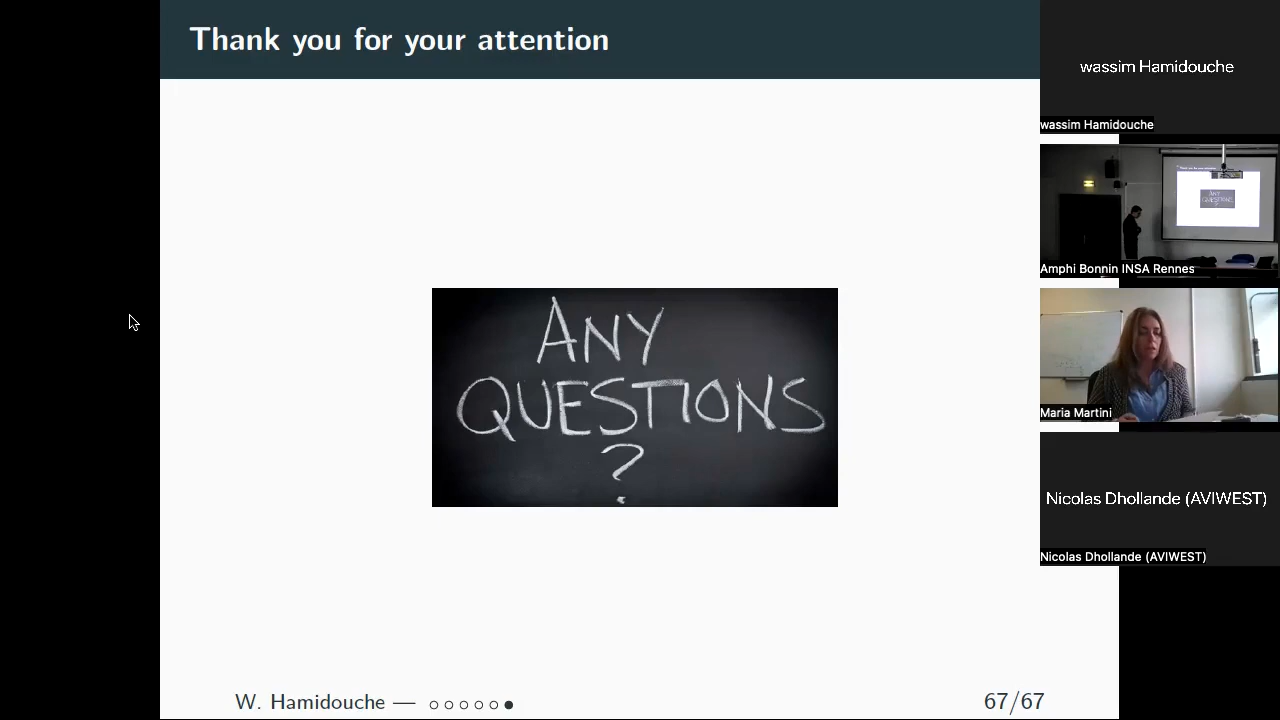 Thank you for your attention
ANY
QUESTIONS
?
W. Hamidouche —
67/67
wassim Hamidouche
wassim Hamidouche
Amphi Bonnin INSA Rennes
Maria Martini
Nicolas Dhollande (AVIWEST)
Nicolas Dhollande (AVIWEST)